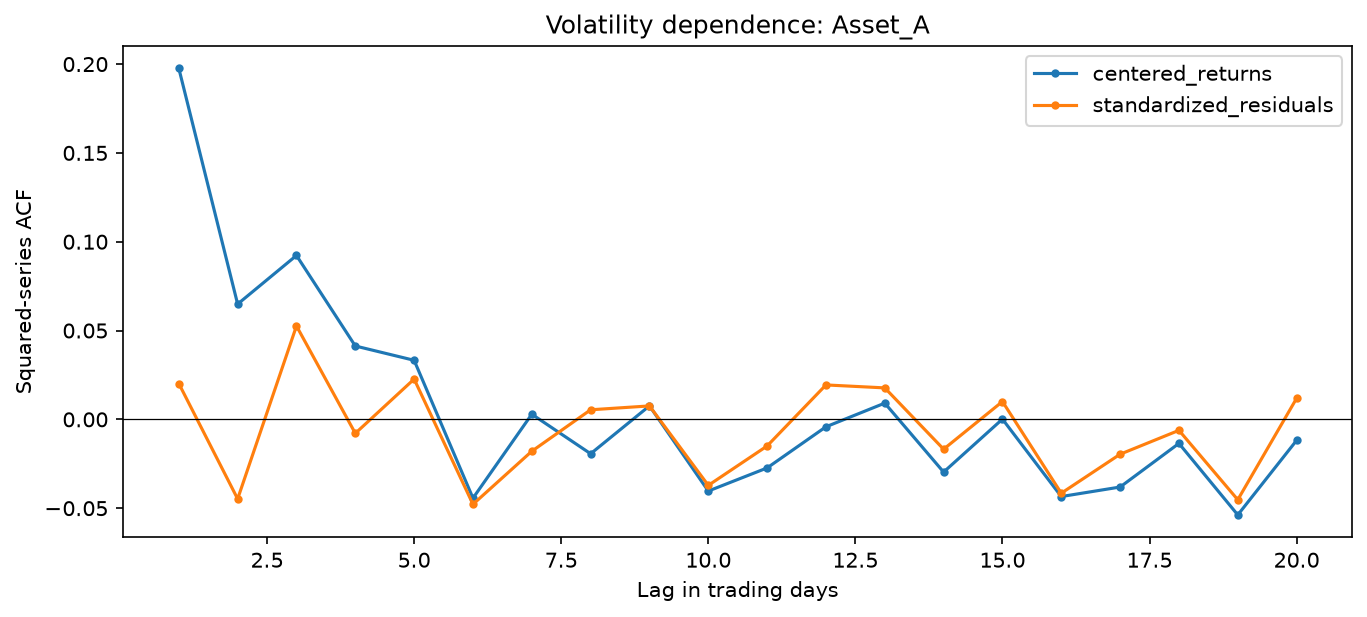 Volatility dependence: Asset_A
centered_returns
standardized_residuals
Squared-series ACF
0.20
0.15
0.10
0.05
0.00
−0.05
2.5 5.0 7.5 10.0 12.5 15.0 17.5 20.0
Lag in trading days